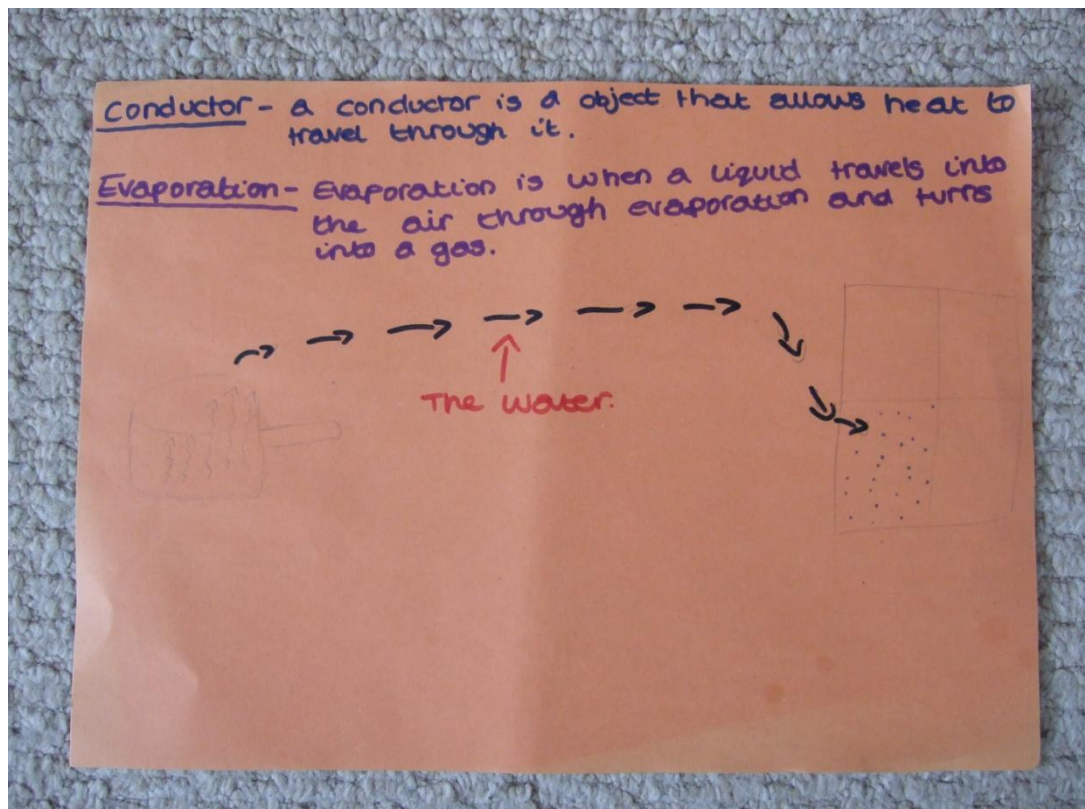 Conductor - a conductor is a object that allows heat to
travel through it.
Evaporation - Evaporation is when a liquid travels into
the air through evaporation and turns
into a gas.
The Water.